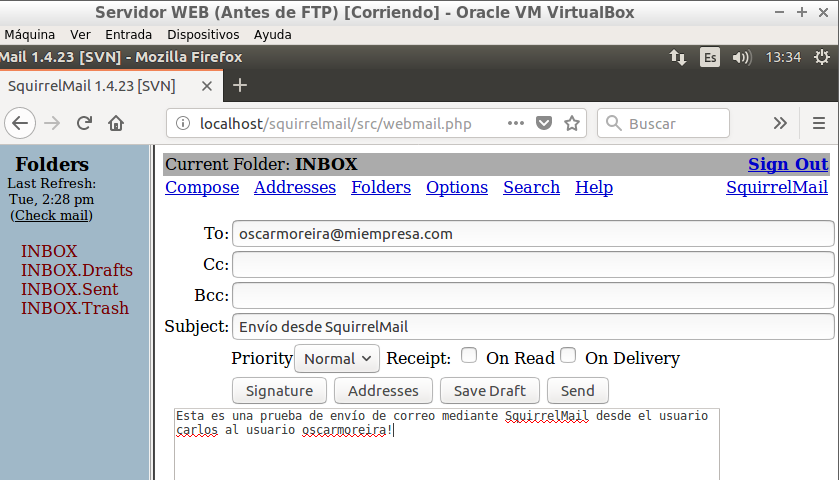 Servidor WEB (Antes de FTP) [Corriendo] - Oracle VM VirtualBox
Máquina Ver Entrada Dispositivos Ayuda
Mail 1.4.23 [SVN] - Mozilla Firefox Es 13:34
SquirrelMail 1.4.23 [SVN]
localhost/squirrelmail/src/webmail.php Buscar
Folders
Last Refresh:
Tue, 2:28 pm
(Check mail)
INBOX
INBOX.Drafts
INBOX.Sent
INBOX.Trash
Current Folder: INBOX Sign Out
Compose Addresses Folders Options Search Help SquirrelMail
To: oscarmoreira@miempresa.com
Cc:
Bcc:
Subject: Envío desde SquirrelMail
Priority Normal Receipt: On Read On Delivery
Signature Addresses Save Draft Send
Esta es una prueba de envío de correo mediante SquirrelMail desde el usuario
carlos al usuario oscarmoreira!